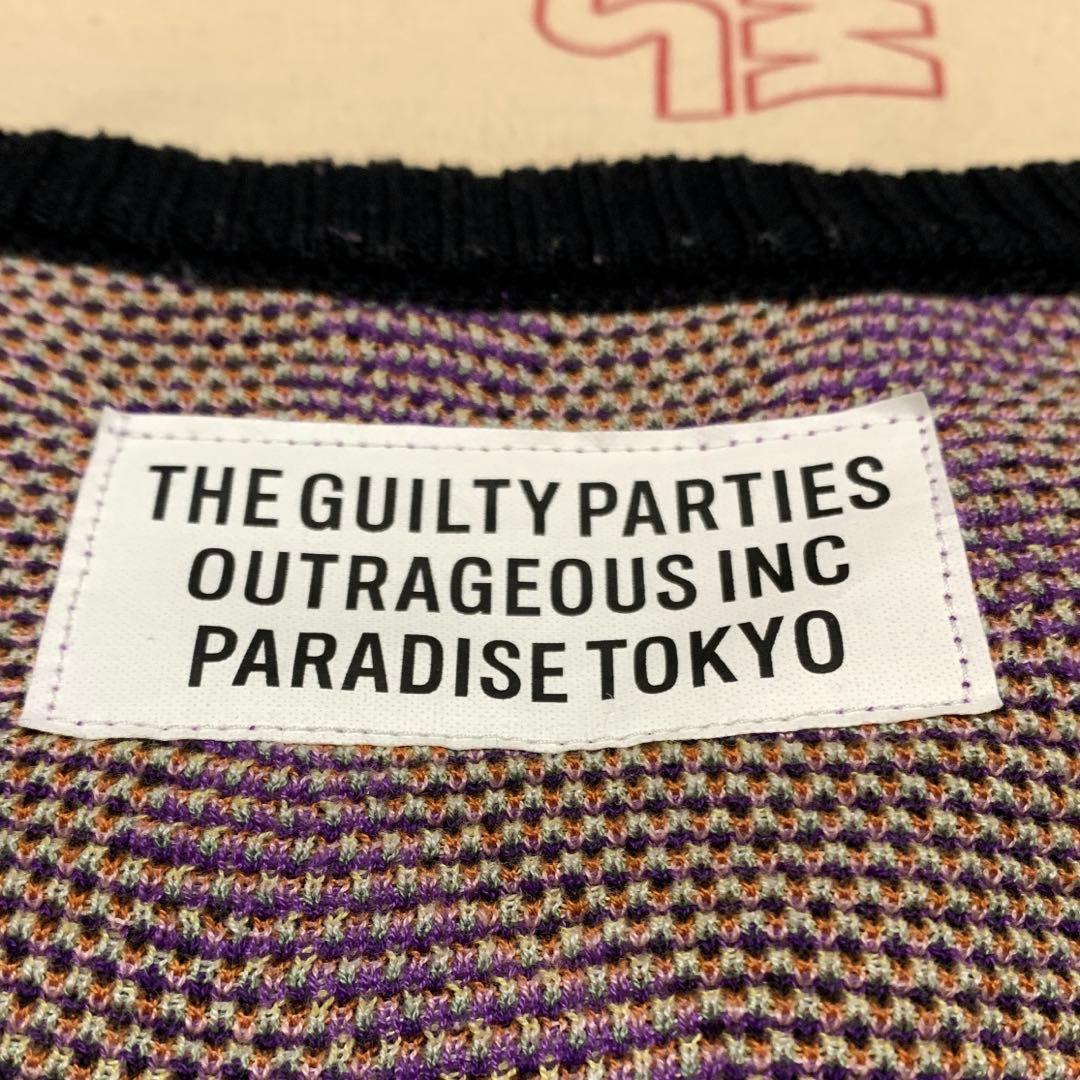 THE GUILTY PARTIES
OUTRAGEOUS INC
PARADISE TOKYO